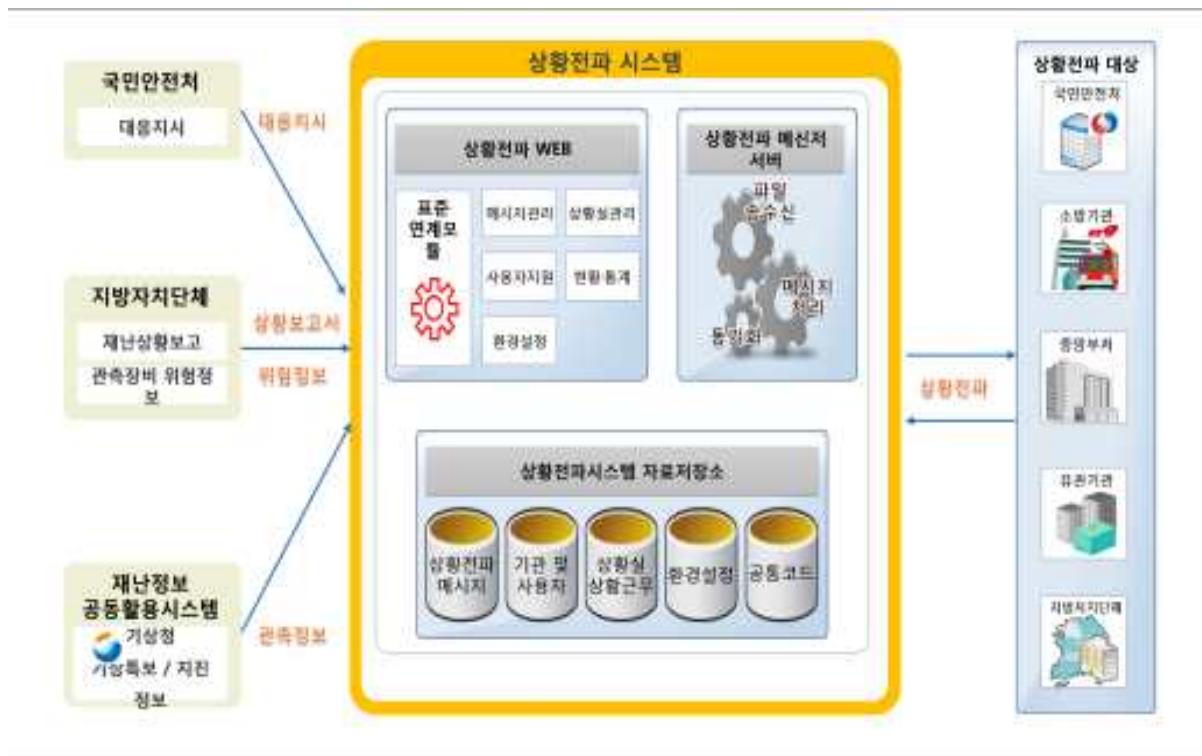 상황전파 시스템
국민안전처
대응지시
대응지시
지방자치단체
재난상황보고
관측장비 위험정
보
상황보고서
위험정보
재난정보
공동활용시스템
기상청
기상특보 / 지진
정보
관측정보
상황전파 WEB
표준
연계모
듈
메시지관리
상황실관리
사용자지원
현황·통계
환경설정
상황전파 메신저
서버
파일
송수신
메시지
처리
동기화
상황전파시스템 자료저장소
상황전파
메시지
기관 및
사용자
상황실
상황근무
환경설정
공통코드
상황전파
상황전파 대상
국민안전처
소방기관
중앙부처
유관기관
지방자치단체